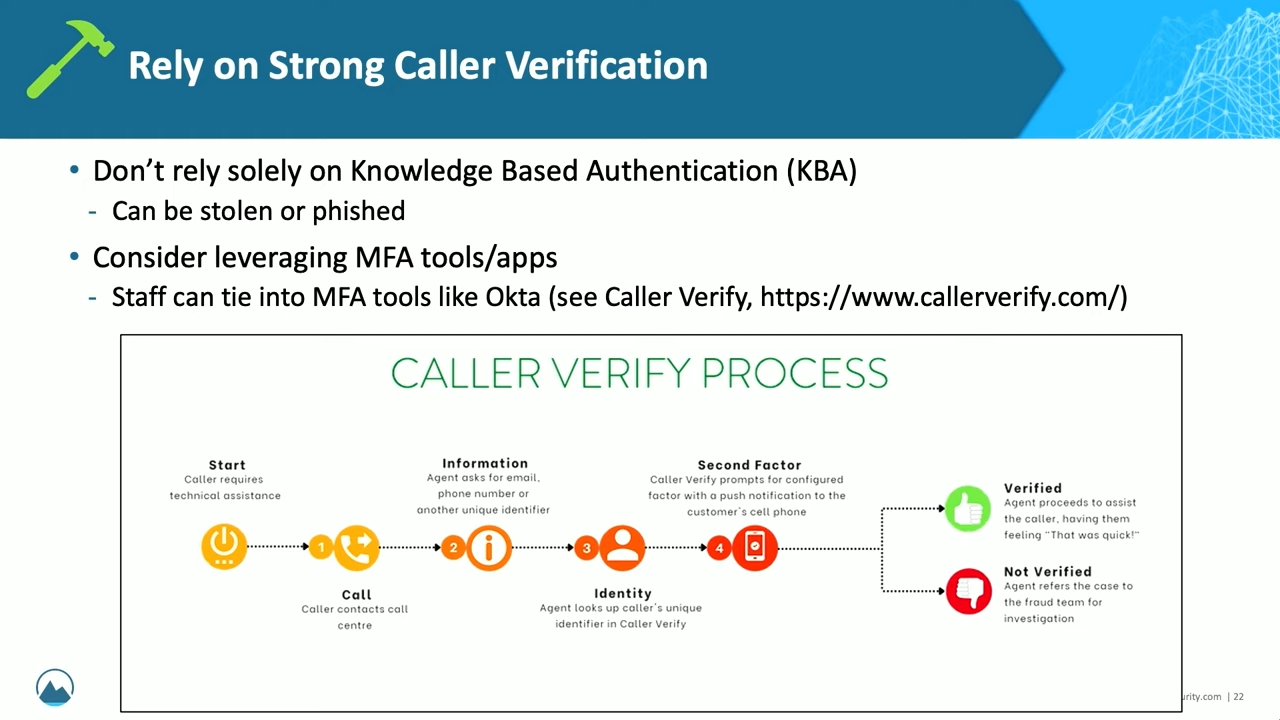 Rely on Strong Caller Verification
• Don’t rely solely on Knowledge Based Authentication (KBA)
- Can be stolen or phished
• Consider leveraging MFA tools/apps
- Staff can tie into MFA tools like Okta (see Caller Verify, https://www.callerverify.com/)
CALLER VERIFY PROCESS
Start
Caller requires
technical assistance
1
Call
Caller contacts call
centre
Information
Agent asks for email,
phone number or
another unique identifier
2
3
Identity
Agent looks up caller's unique
identifier in Caller Verify
Second Factor
Caller Verify prompts for configured
factor with a push notification to the
customer's cell phone
4
Verified
Agent proceeds to assist
the caller, having them
feeling "That was quick!"
Not Verified
Agent refers the case to
the fraud team for
investigation
urity.com | 22